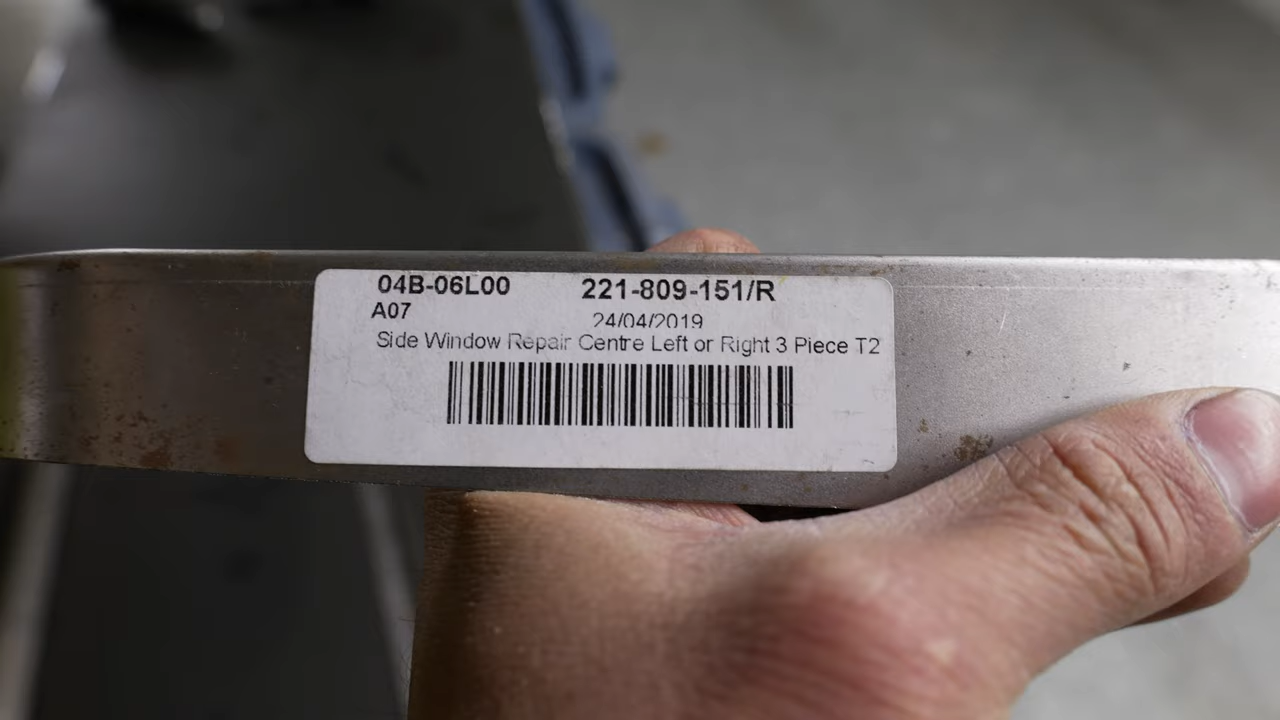 04B-06L00 221-809-151/R
A07
24/04/2019
Side Window Repair Centre Left or Right 3 Piece T2